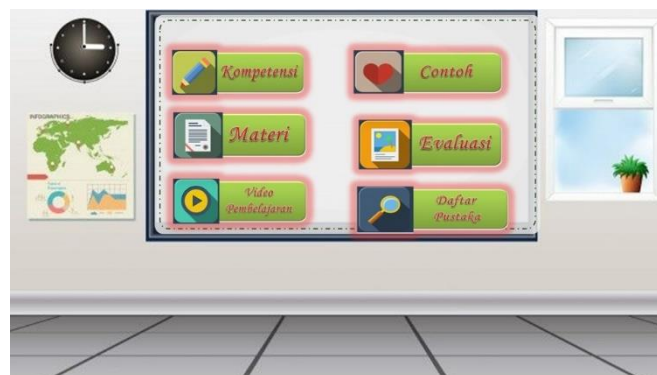 INFOGRAPHICS
Kompetensi
Contoh
Materi
Evaluasi
Video
Pembelajaran
Daftar
Pustaka